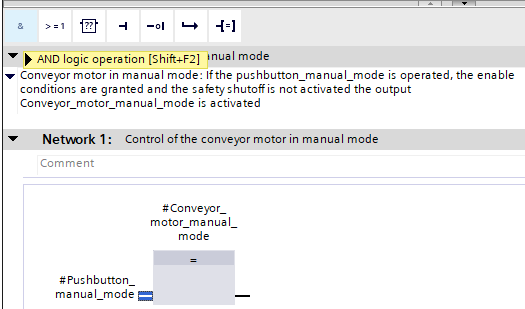 & >=1 ?? -o| -[=]
AND logic operation [Shift+F2] nual mode
Conveyor motor in manual mode: If the pushbutton_manual_mode is operated, the enable
conditions are granted and the safety shutoff is not activated the output
Conveyor_motor_manual_mode is activated
Network 1: Control of the conveyor motor in manual mode
Comment
#Conveyor_
motor_manual_
mode
=
#Pushbutton_
manual_mode